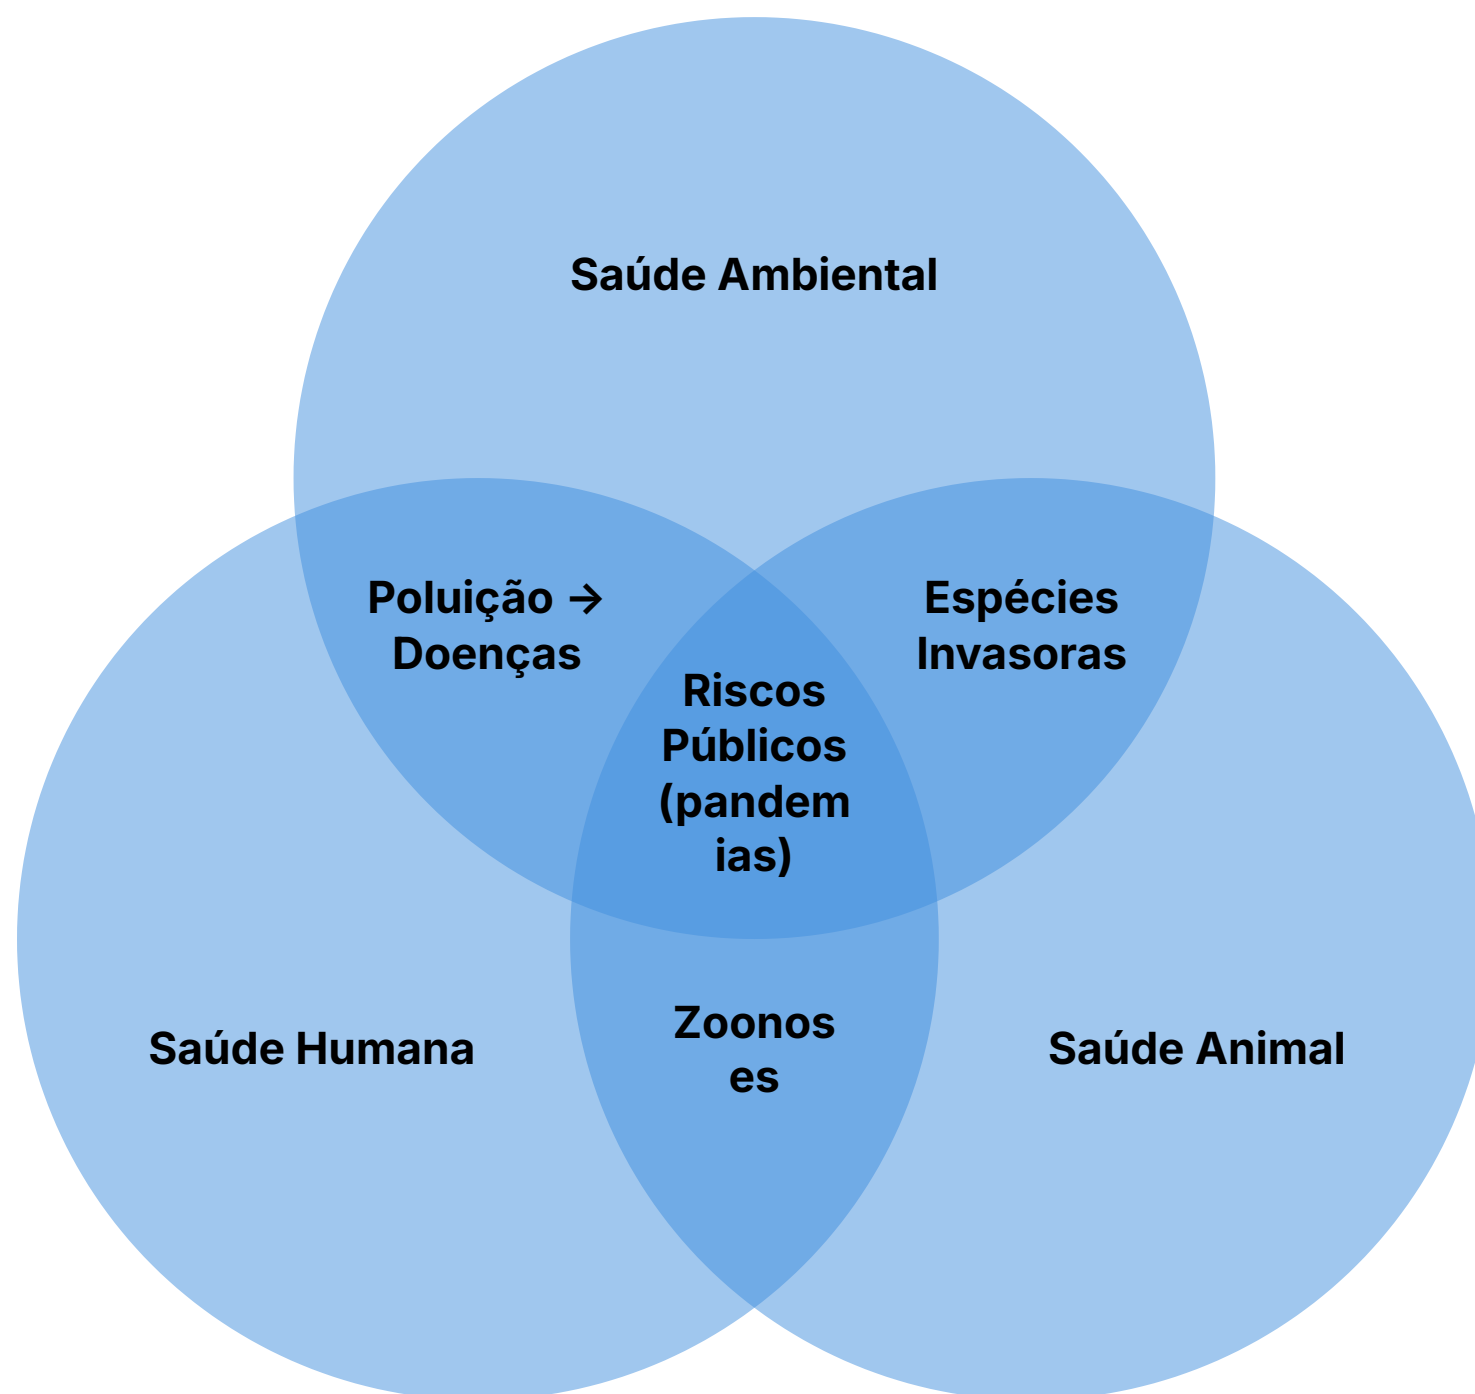 Saúde Ambiental
Poluição →
Doenças
Espécies
Invasoras
Riscos
Públicos
(pandem
ias)
Saúde Humana
Zoonos
es
Saúde Animal